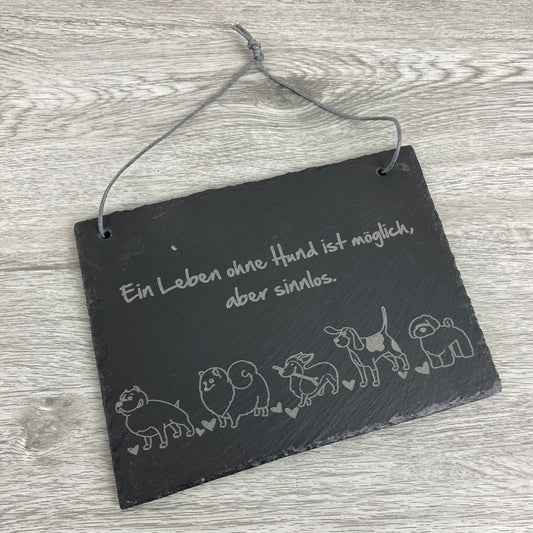 Ein Leben ohne Hund ist möglich,
aber sinnlos.